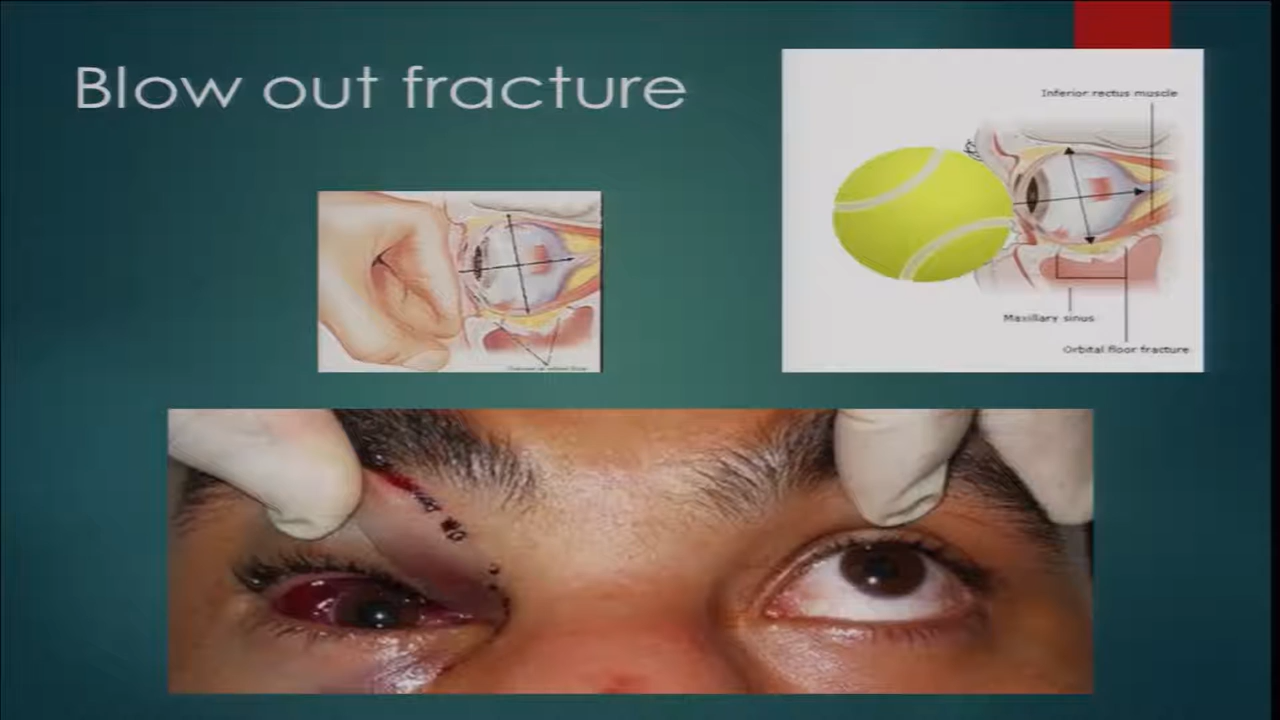 Blow out fracture
Inferior rectus muscle
Maxillary sinus
Orbital floor fracture